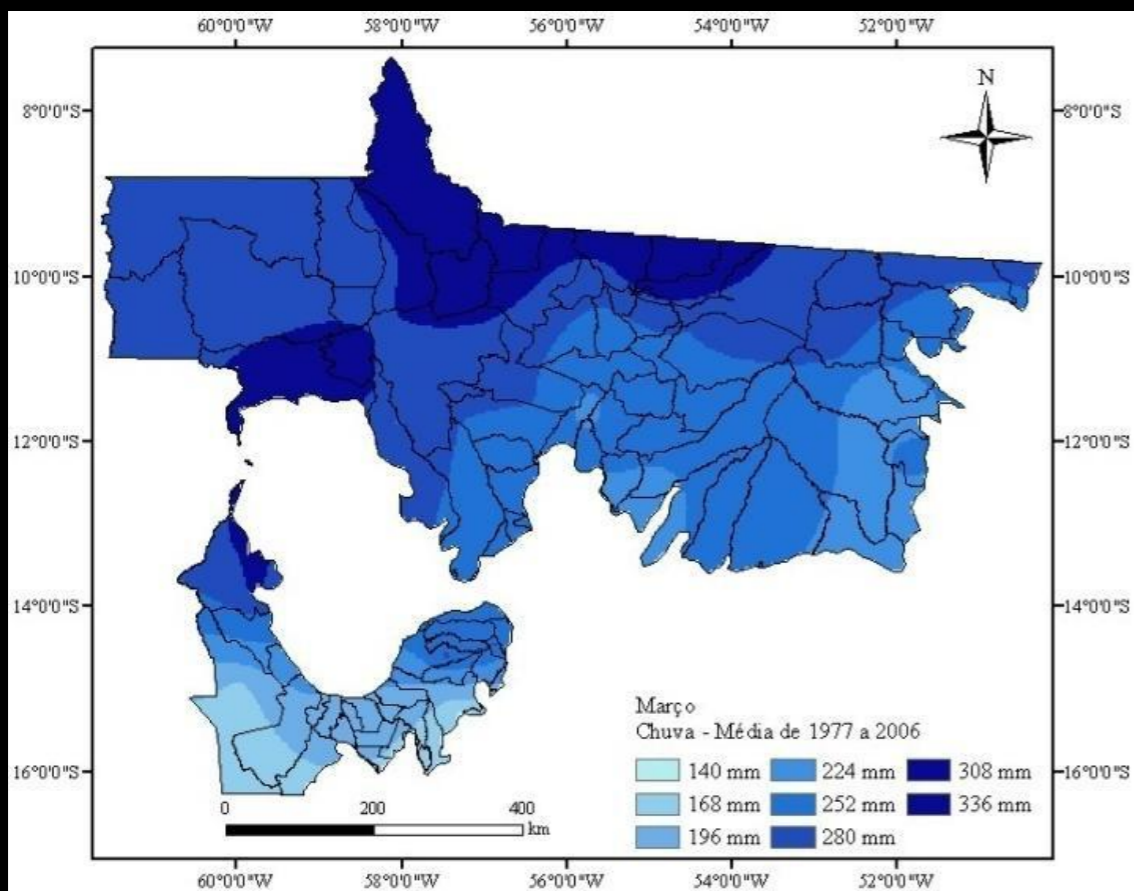 60°0'0"W 58°0'0"W 56°0'0"W 54°0'0"W 52°0'0"W
N
8°0'0"S 8°0'0"S
10°0'0"S 10°0'0"S
12°0'0"S 12°0'0"S
14°0'0"S 14°0'0"S
16°0'0"S 16°0'0"S
Março
Chuva - Média de 1977 a 2006
140 mm 224 mm 308 mm
168 mm 252 mm 336 mm
196 mm 280 mm
0 200 400
km
60°0'0"W 58°0'0"W 56°0'0"W 54°0'0"W 52°0'0"W